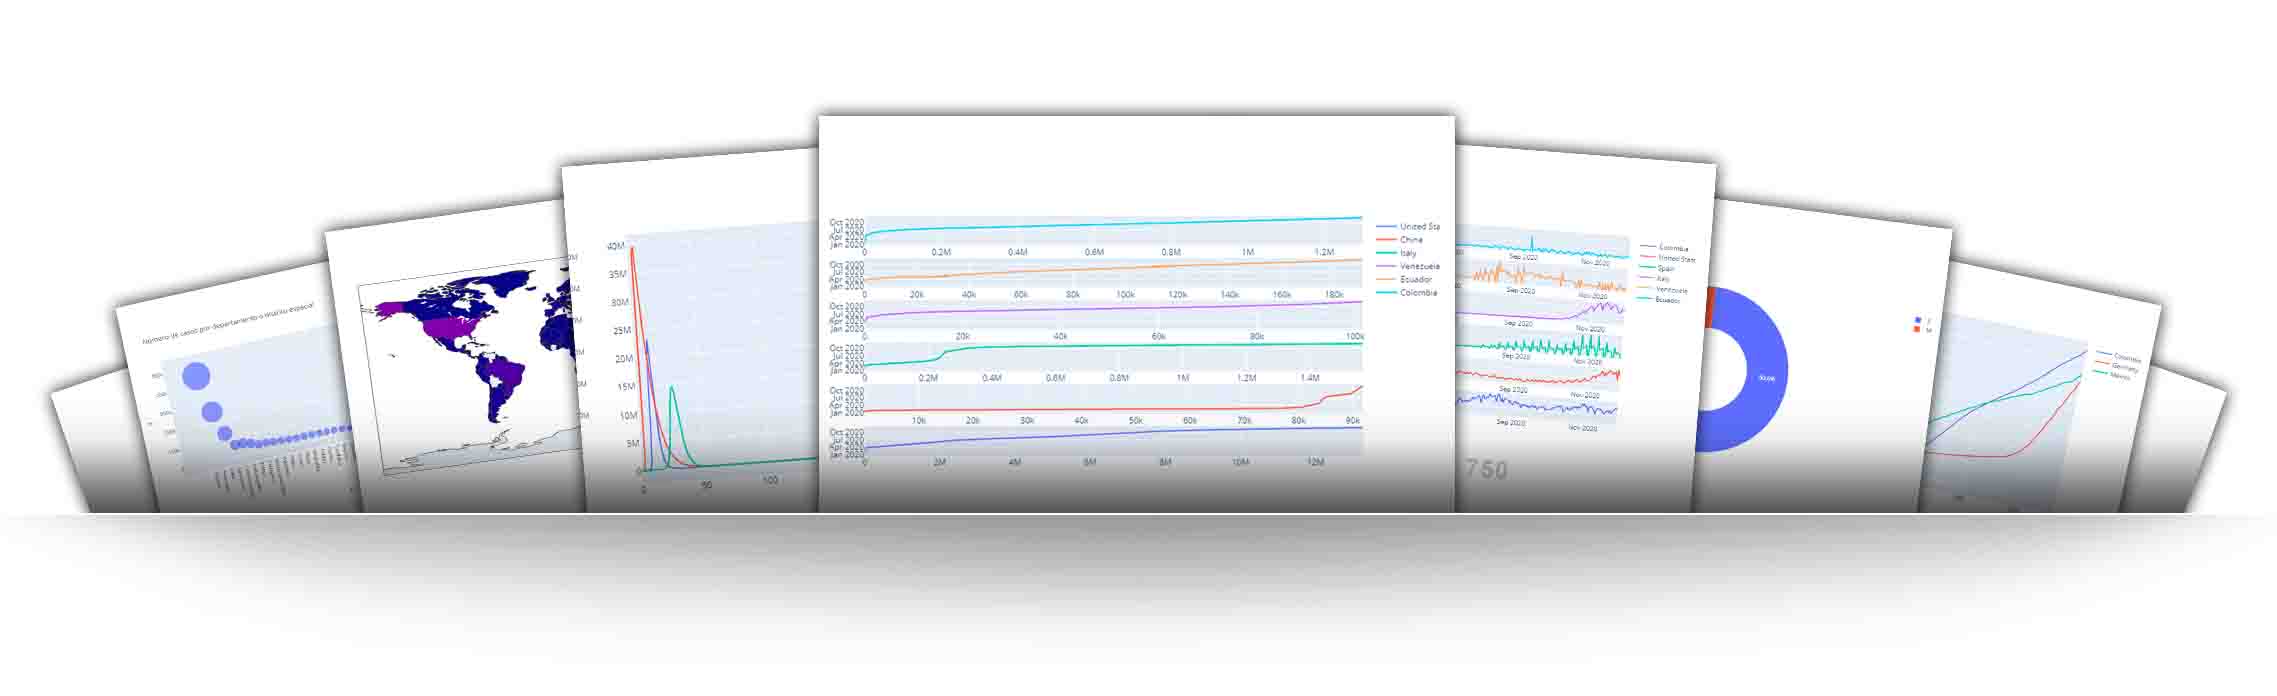 Número de casos por departamento o distrito especial
40M
35M
30M
25M
20M
15M
10M
5M
0
0 50 100
Oct 2020
Jul 2020
Apr 2020
Jan 2020
0 0.2M 0.4M 0.6M 0.8M 1M 1.2M
Oct 2020
Jul 2020
Apr 2020
Jan 2020
0 20k 40k 60k 80k 100k 120k 140k 160k 180k
Oct 2020
Jul 2020
Apr 2020
Jan 2020
0 20k 40k 60k 80k 100k
Oct 2020
Jul 2020
Apr 2020
Jan 2020
0 0.2M 0.4M 0.6M 0.8M 1M 1.2M 1.4M
Oct 2020
Jul 2020
Apr 2020
Jan 2020
10k 20k 30k 40k 50k 60k 70k 80k 90k
Oct 2020
Jul 2020
Apr 2020
Jan 2020
0 2M 4M 6M 8M 10M 12M
United Sta
China
Italy
Venezuela
Ecuador
Colombia
Sep 2020 Nov 2020
Sep 2020 Nov 2020
Sep 2020 Nov 2020
Sep 2020 Nov 2020
Sep 2020 Nov 2020
Sep 2020 Nov 2020
Colombia
United States
Spain
Italy
Venezuela
Ecuador
750
F
M
Colombia
Germany
Mexico